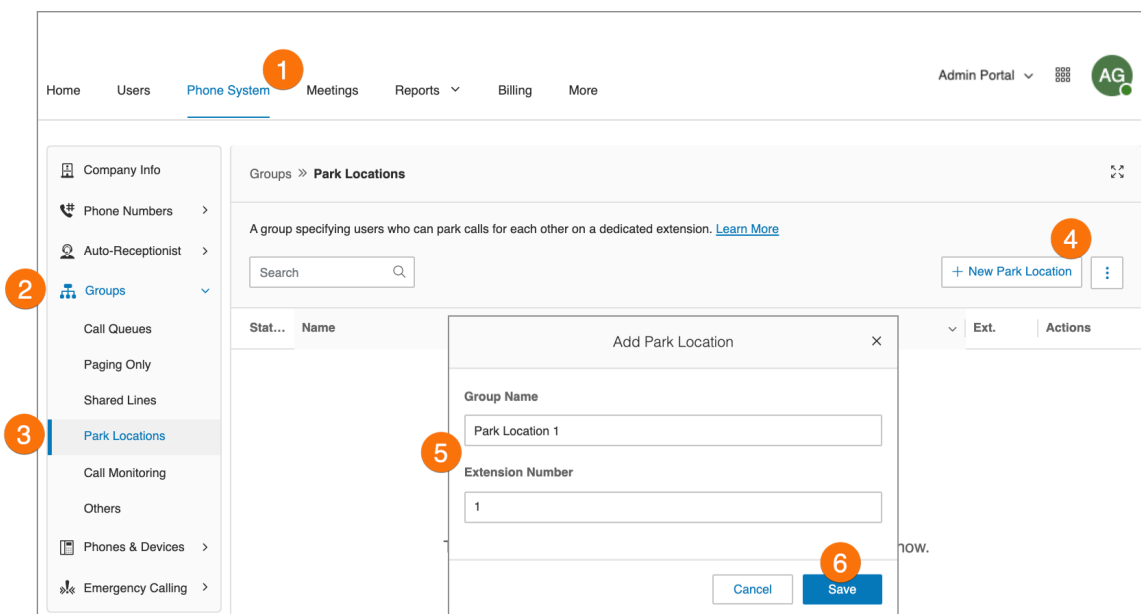 1
Admin Portal
AG
Home Users Phone System Meetings Reports Billing More
Company Info
Groups » Park Locations
Phone Numbers
A group specifying users who can park calls for each other on a dedicated extension. Learn More
Auto-Receptionist
4
Search
+ New Park Location
2
Groups
Stat... Name Ext. Actions
Call Queues
Add Park Location
Paging Only
Group Name
Shared Lines
Park Location 1
3
Park Locations
5
Extension Number
Call Monitoring
1
Others
Phones & Devices
now.
6
Emergency Calling
Cancel Save